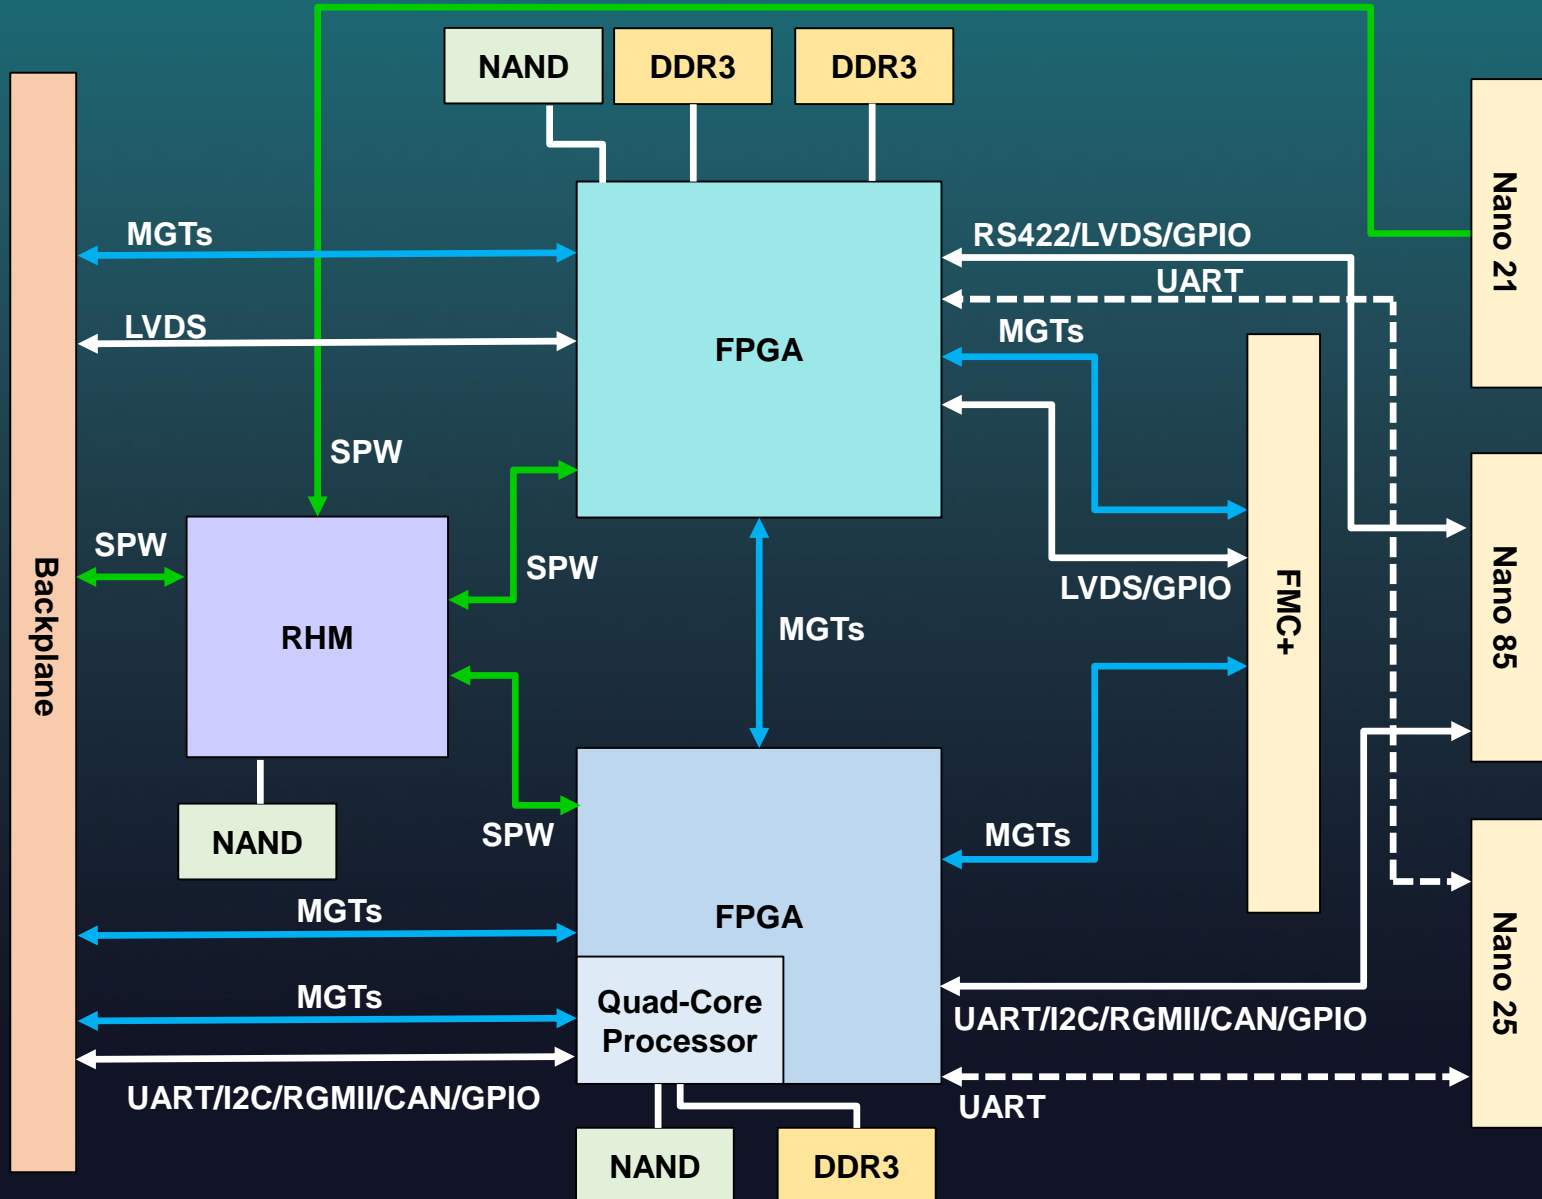 NAND
DDR3
DDR3
MGTs
RS422/LVDS/GPIO
Nano 21
UART
LVDS
FPGA
MGTs
SPW
SPW
SPW
LVDS/GPIO
Backplane
RHM
MGTs
FMC+
Nano 85
NAND
SPW
MGTs
MGTs
FPGA
MGTs
Quad-Core
Processor
UART/I2C/RGMII/CAN/GPIO
Nano 25
UART/I2C/RGMII/CAN/GPIO
UART
NAND
DDR3